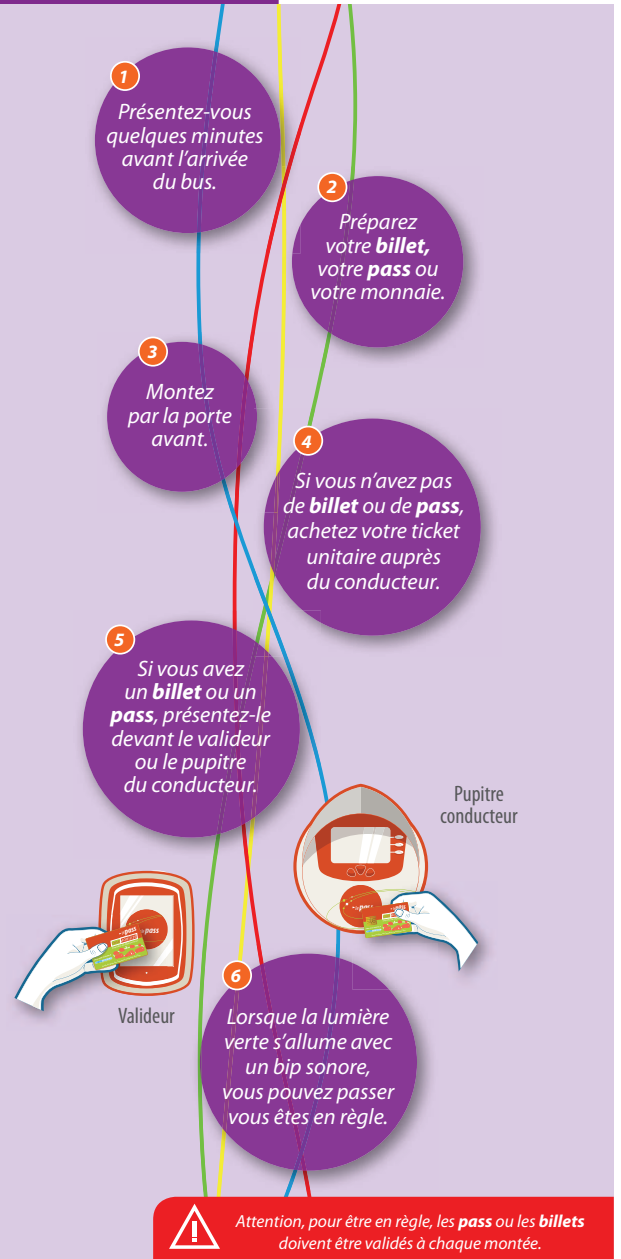 1
Présentez-vous
quelques minutes
avant l'arrivée
du bus.
2
Préparez
votre billet,
votre pass ou
votre monnaie.
3
Montez
par la porte
avant.
4
Si vous n'avez pas
de billet ou de pass,
achetez votre ticket
unitaire auprès
du conducteur.
5
Si vous avez
un billet ou un
pass, présentez-le
devant le valideur
ou le pupitre
du conducteur.
Pupitre
conducteur
pass
pass
pass
pass
Valideur
6
Lorsque la lumière
verte s'allume avec
un bip sonore,
vous pouvez passer
vous êtes en règle.
Attention, pour être en règle, les pass ou les billets
doivent être validés à chaque montée.